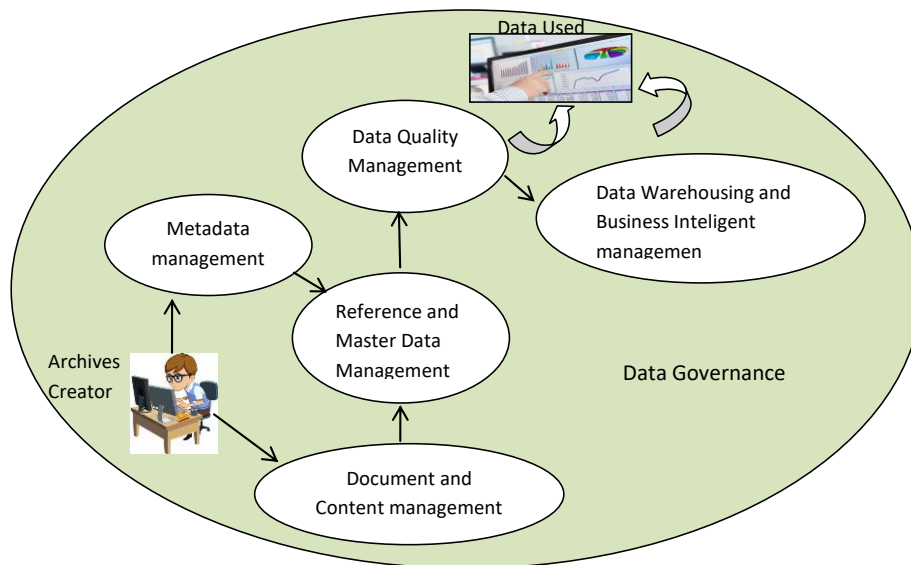 Data Used
Data Quality
Management
Data Warehousing and
Business Inteligent
managemen
Metadata
management
Reference and
Master Data
Management
Archives
Creator
Data Governance
Document and
Content management